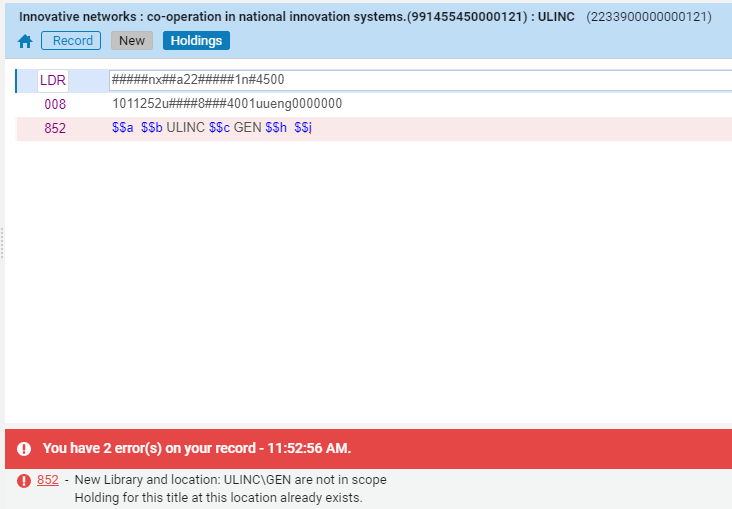 Innovative networks : co-operation in national innovation systems.(991455450000121) : ULINC (2233900000000121)
Record New Holdings
LDR #####nx##a22#####1n#4500
008 1011252u####8###4001uueng0000000
852 $$a $$b ULINC $$c GEN $$h $$j
You have 2 error(s) on your record - 11:52:56 AM.
852 - New Library and location: ULINC\GEN are not in scope
Holding for this title at this location already exists.